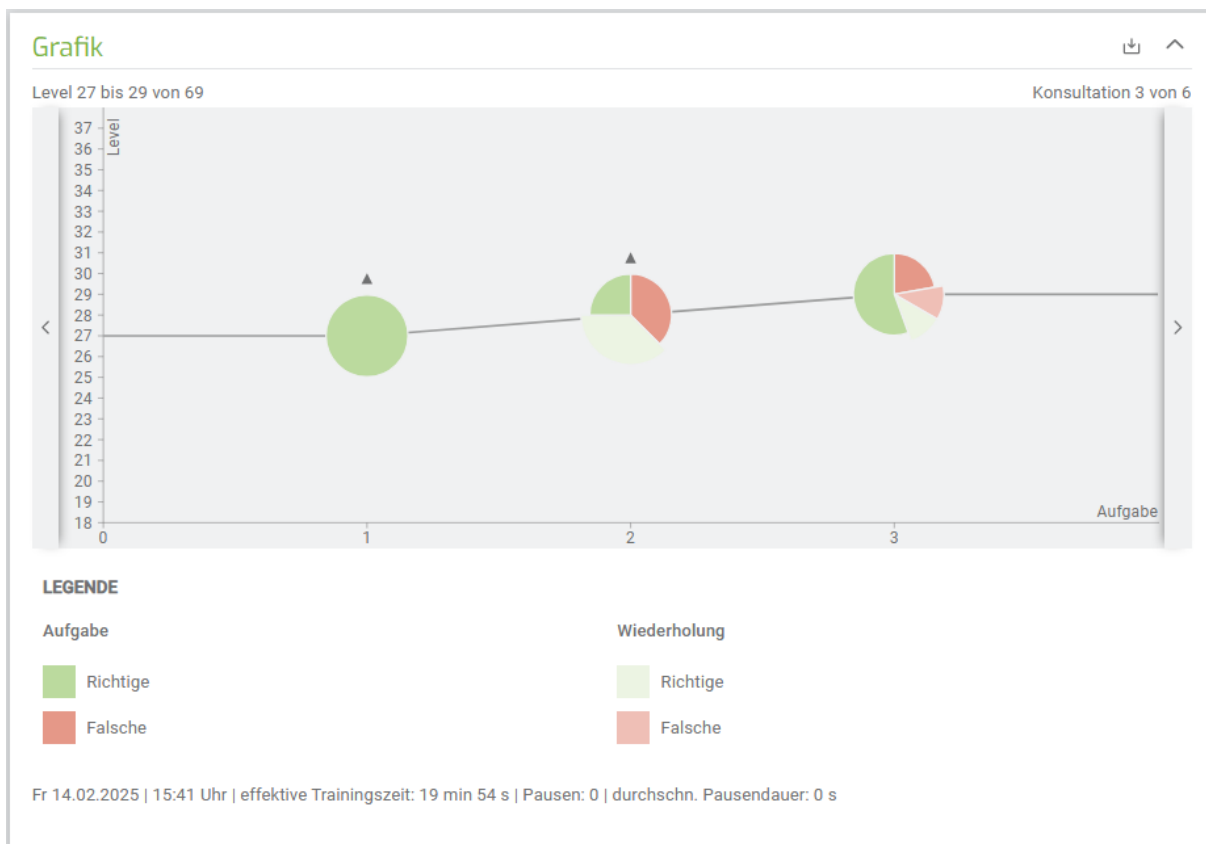 Grafik
Level 27 bis 29 von 69
Konsultation 3 von 6
Level
37
36
35
34
33
32
31
30
29
28
27
26
25
24
23
22
21
20
19
18
Aufgabe
0 1 2 3
LEGENDE
Aufgabe Wiederholung
Richtige Richtige
Falsche Falsche
Fr 14.02.2025 | 15:41 Uhr | effektive Trainingszeit: 19 min 54 s | Pausen: 0 | durchschn. Pausendauer: 0 s